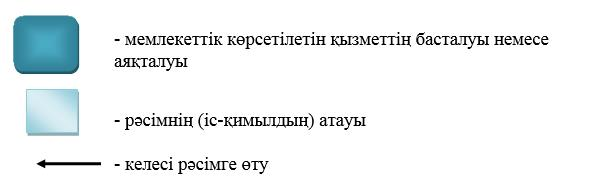 - мемлекеттік көрсетілетін қызметтің басталуы немесе
аяқталуы
- рәсімнің (іс-қимылдың) атауы
- келесі рәсімге өту